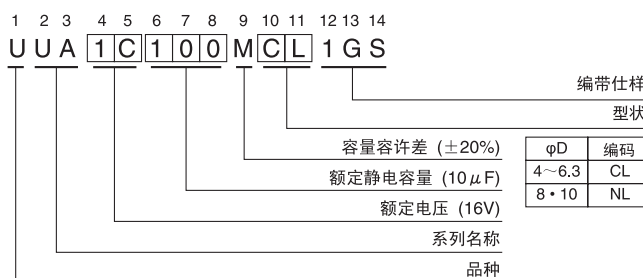 1 2 3 4 5 6 7 8 9 10 11 12 13 14
U U A 1 C 1 0 0 M C L 1 G S
编带仕样
型状
容量容许差 (±20%)
额定静电容量 (10μF)
额定电压 (16V)
系列名称
品种
φD 编码
4～6.3 CL
8・10 NL